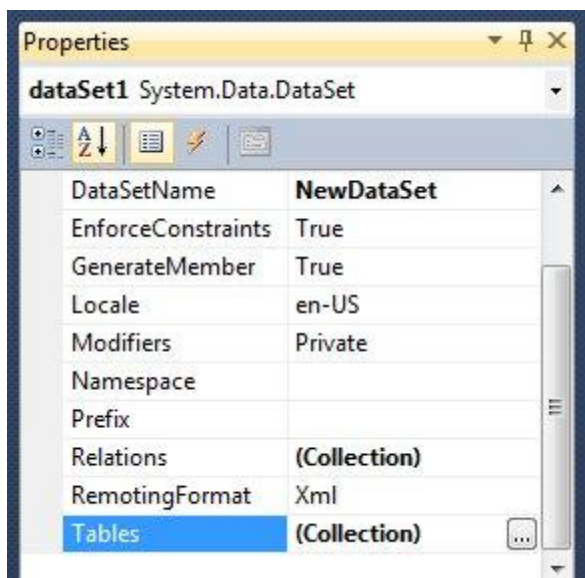 Properties
dataSet1 System.Data.DataSet
A
Z
DataSetName NewDataSet
EnforceConstraints True
GenerateMember True
Locale en-US
Modifiers Private
Namespace
Prefix
Relations (Collection)
RemotingFormat Xml
Tables (Collection) ...